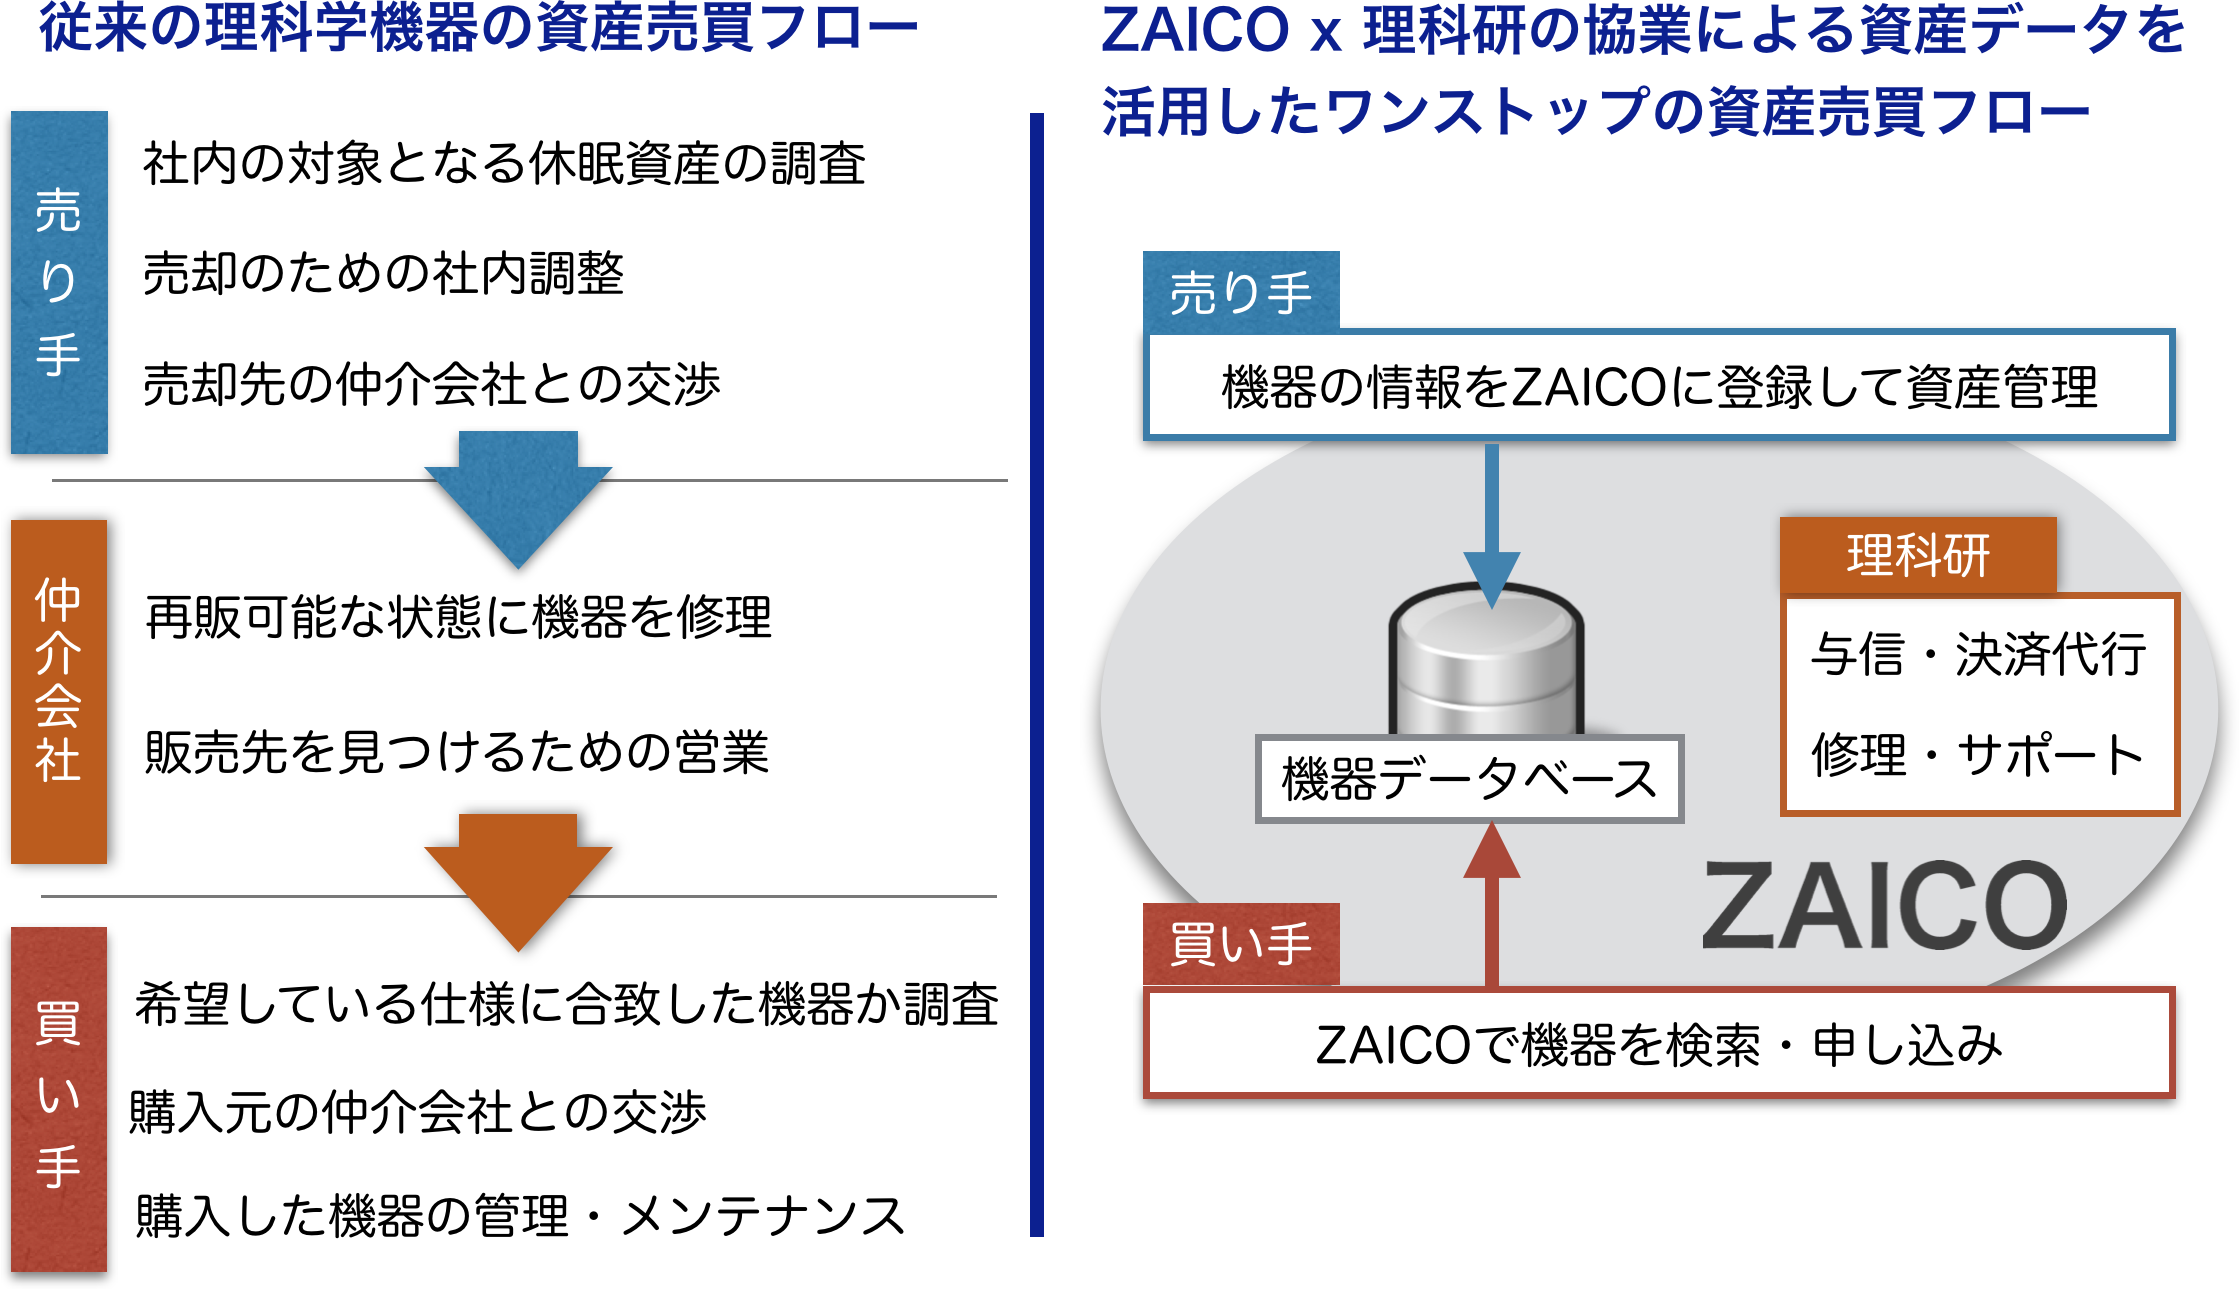 従来の理科学機器の資産売買フロー
売り手
社内の対象となる休眠資産の調査
売却のための社内調整
売却先の仲介会社との交渉
仲介会社
再販可能な状態に機器を修理
販売先を見つけるための営業
買い手
希望している仕様に合致した機器か調査
購入元の仲介会社との交渉
購入した機器の管理・メンテナンス
ZAICO x 理科研の協業による資産データを
活用したワンストップの資産売買フロー
売り手
機器の情報をZAICOに登録して資産管理
理科研
与信・決済代行
修理・サポート
機器データベース
ZAICO
買い手
ZAICOで機器を検索・申し込み